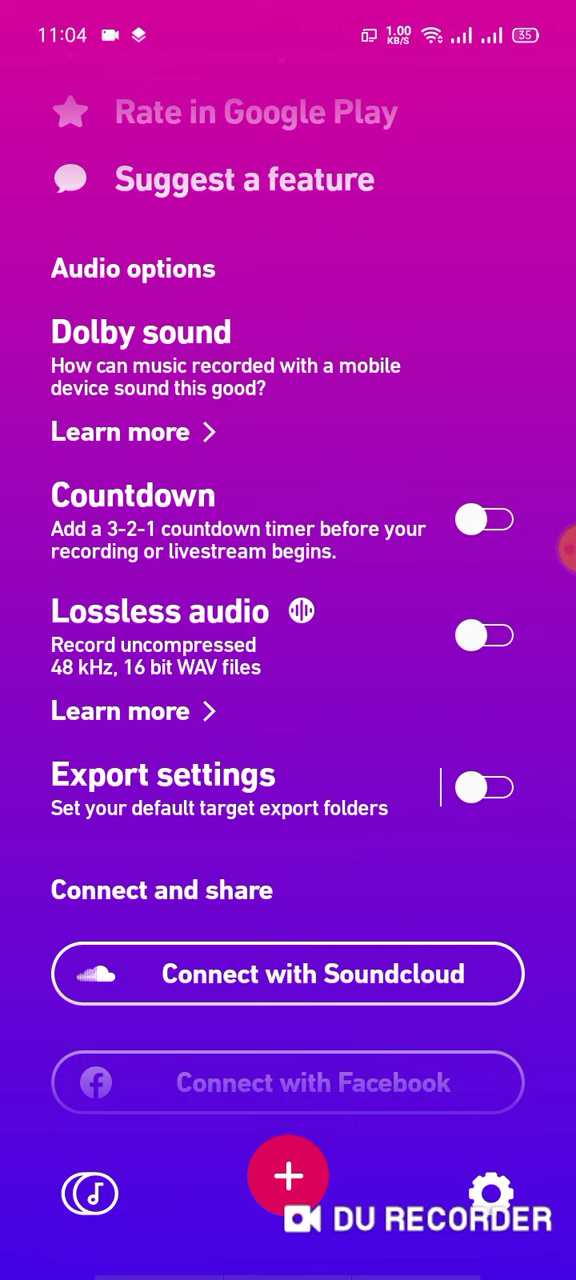 11:04
1.00
KB/S
35
Rate in Google Play
Suggest a feature
Audio options
Dolby sound
How can music recorded with a mobile
device sound this good?
Learn more
Countdown
Add a 3-2-1 countdown timer before your
recording or livestream begins.
Lossless audio
Record uncompressed
48 kHz, 16 bit WAV files
Learn more
Export settings
Set your default target export folders
Connect and share
Connect with Soundcloud
Connect with Facebook
DU RECORDER